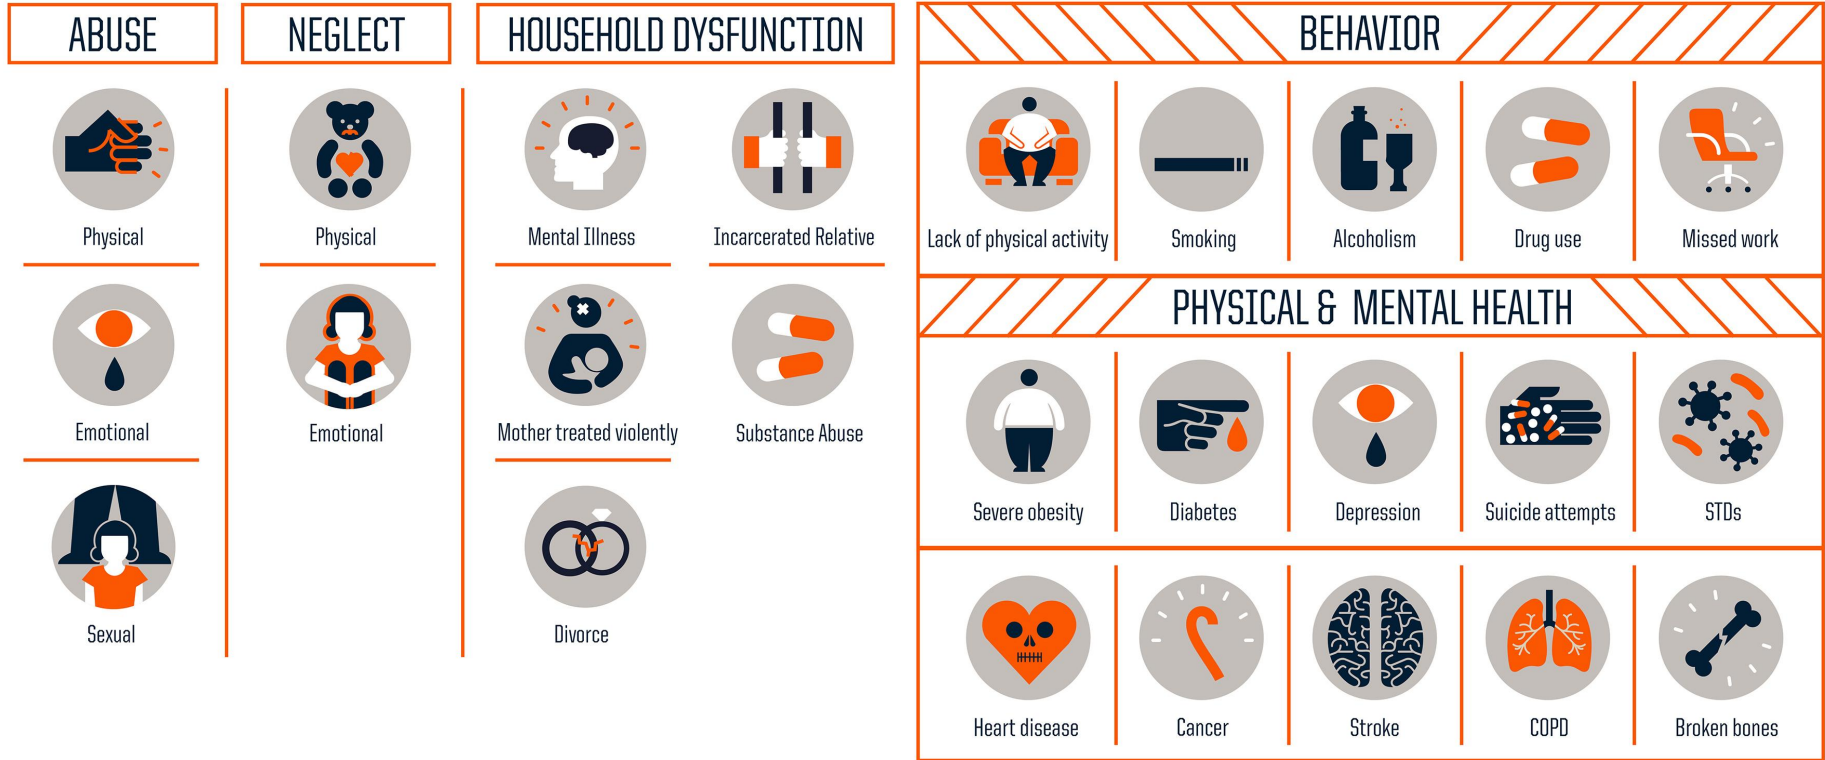 ABUSE
Physical
Emotional
Sexual
NEGLECT
Physical
Emotional
HOUSEHOLD DYSFUNCTION
Mental Illness
Incarcerated Relative
Mother treated violently
Substance Abuse
Divorce
BEHAVIOR
Lack of physical activity
Smoking
Alcoholism
Drug use
Missed work
PHYSICAL & MENTAL HEALTH
Severe obesity
Diabetes
Depression
Suicide attempts
STDs
Heart disease
Cancer
Stroke
COPD
Broken bones